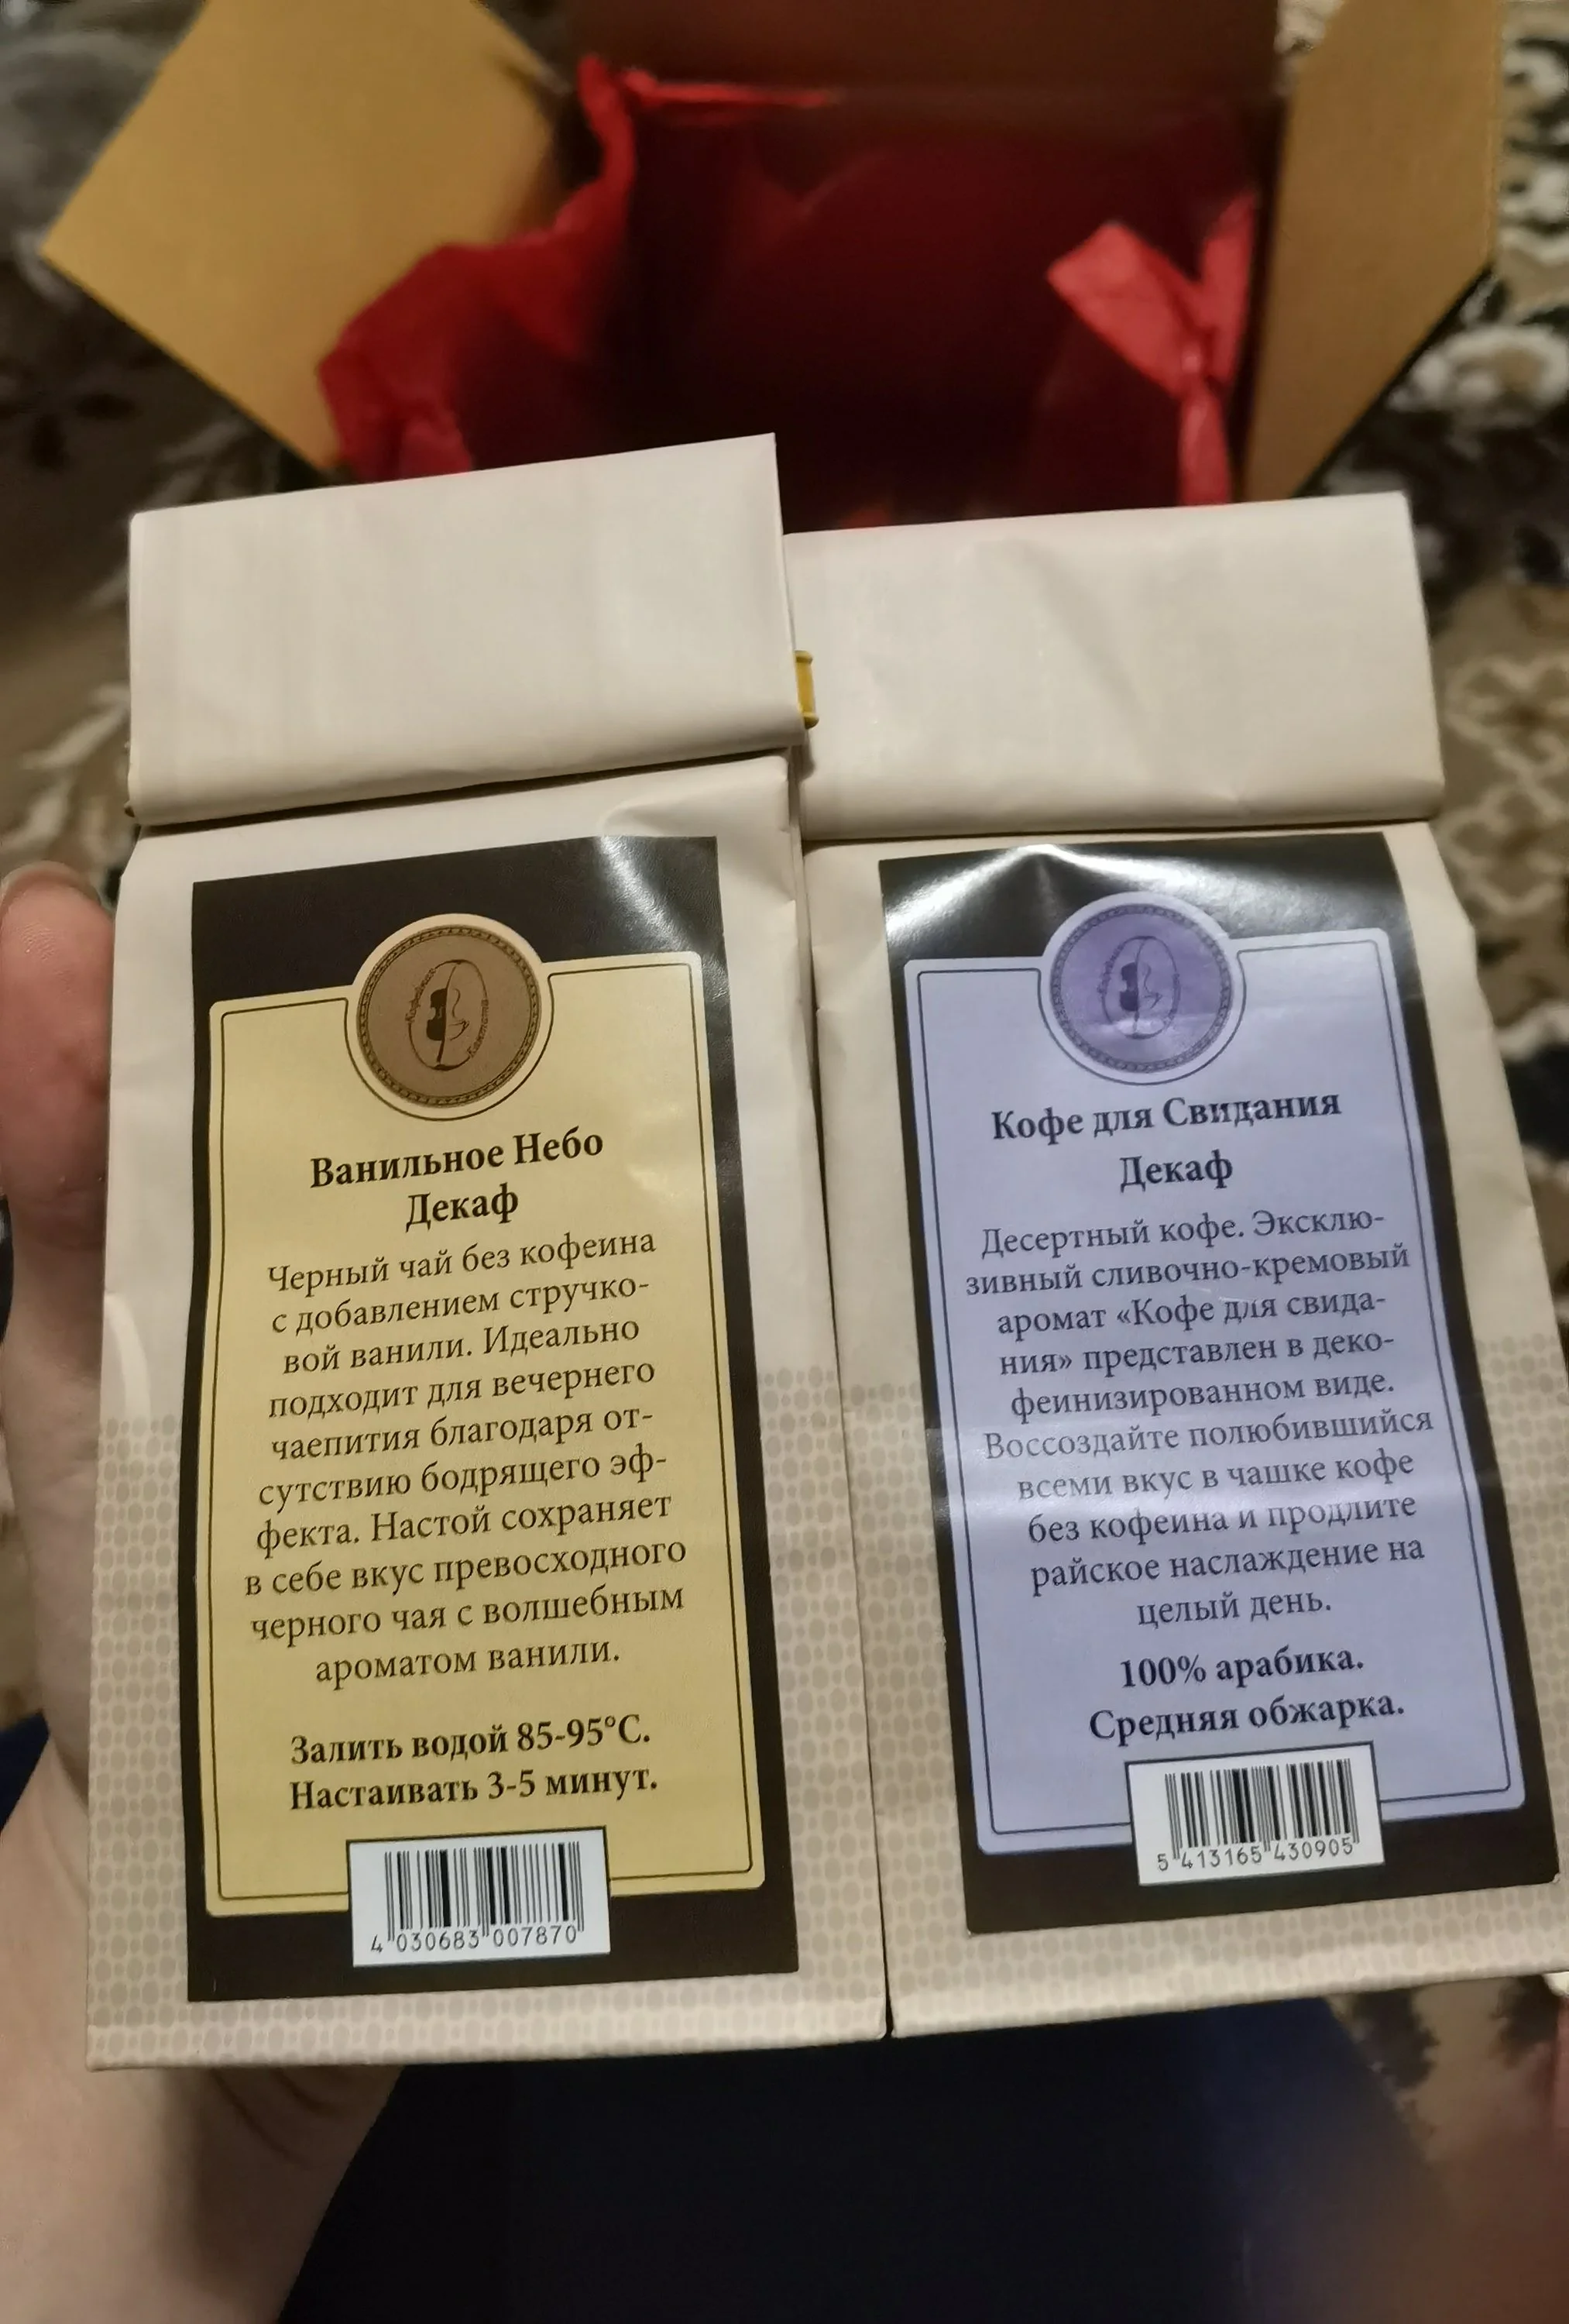 Ванильное Небо
Декаф
Черный чай без кофеина
с добавлением стручко-
вой ванили. Идеально
подходит для вечернего
чаепития благодаря от-
сутствию бодрящего эф-
фекта. Настой сохраняет
в себе вкус превосходного
черного чая с волшебным
ароматом ванили.
Залить водой 85-95°С.
Настаивать 3-5 минут.
4 030683 007870
Кофе для Свидания
Декаф
Десертный кофе. Эксклю-
зивный сливочно-кремовый
аромат «Кофе для свида-
ния» представлен в деко-
феинизированном виде.
Воссоздайте полюбившийся
всеми вкус в чашке кофе
без кофеина и продлите
райское наслаждение на
целый день.
100% арабика.
Средняя обжарка.
5 413165 430905